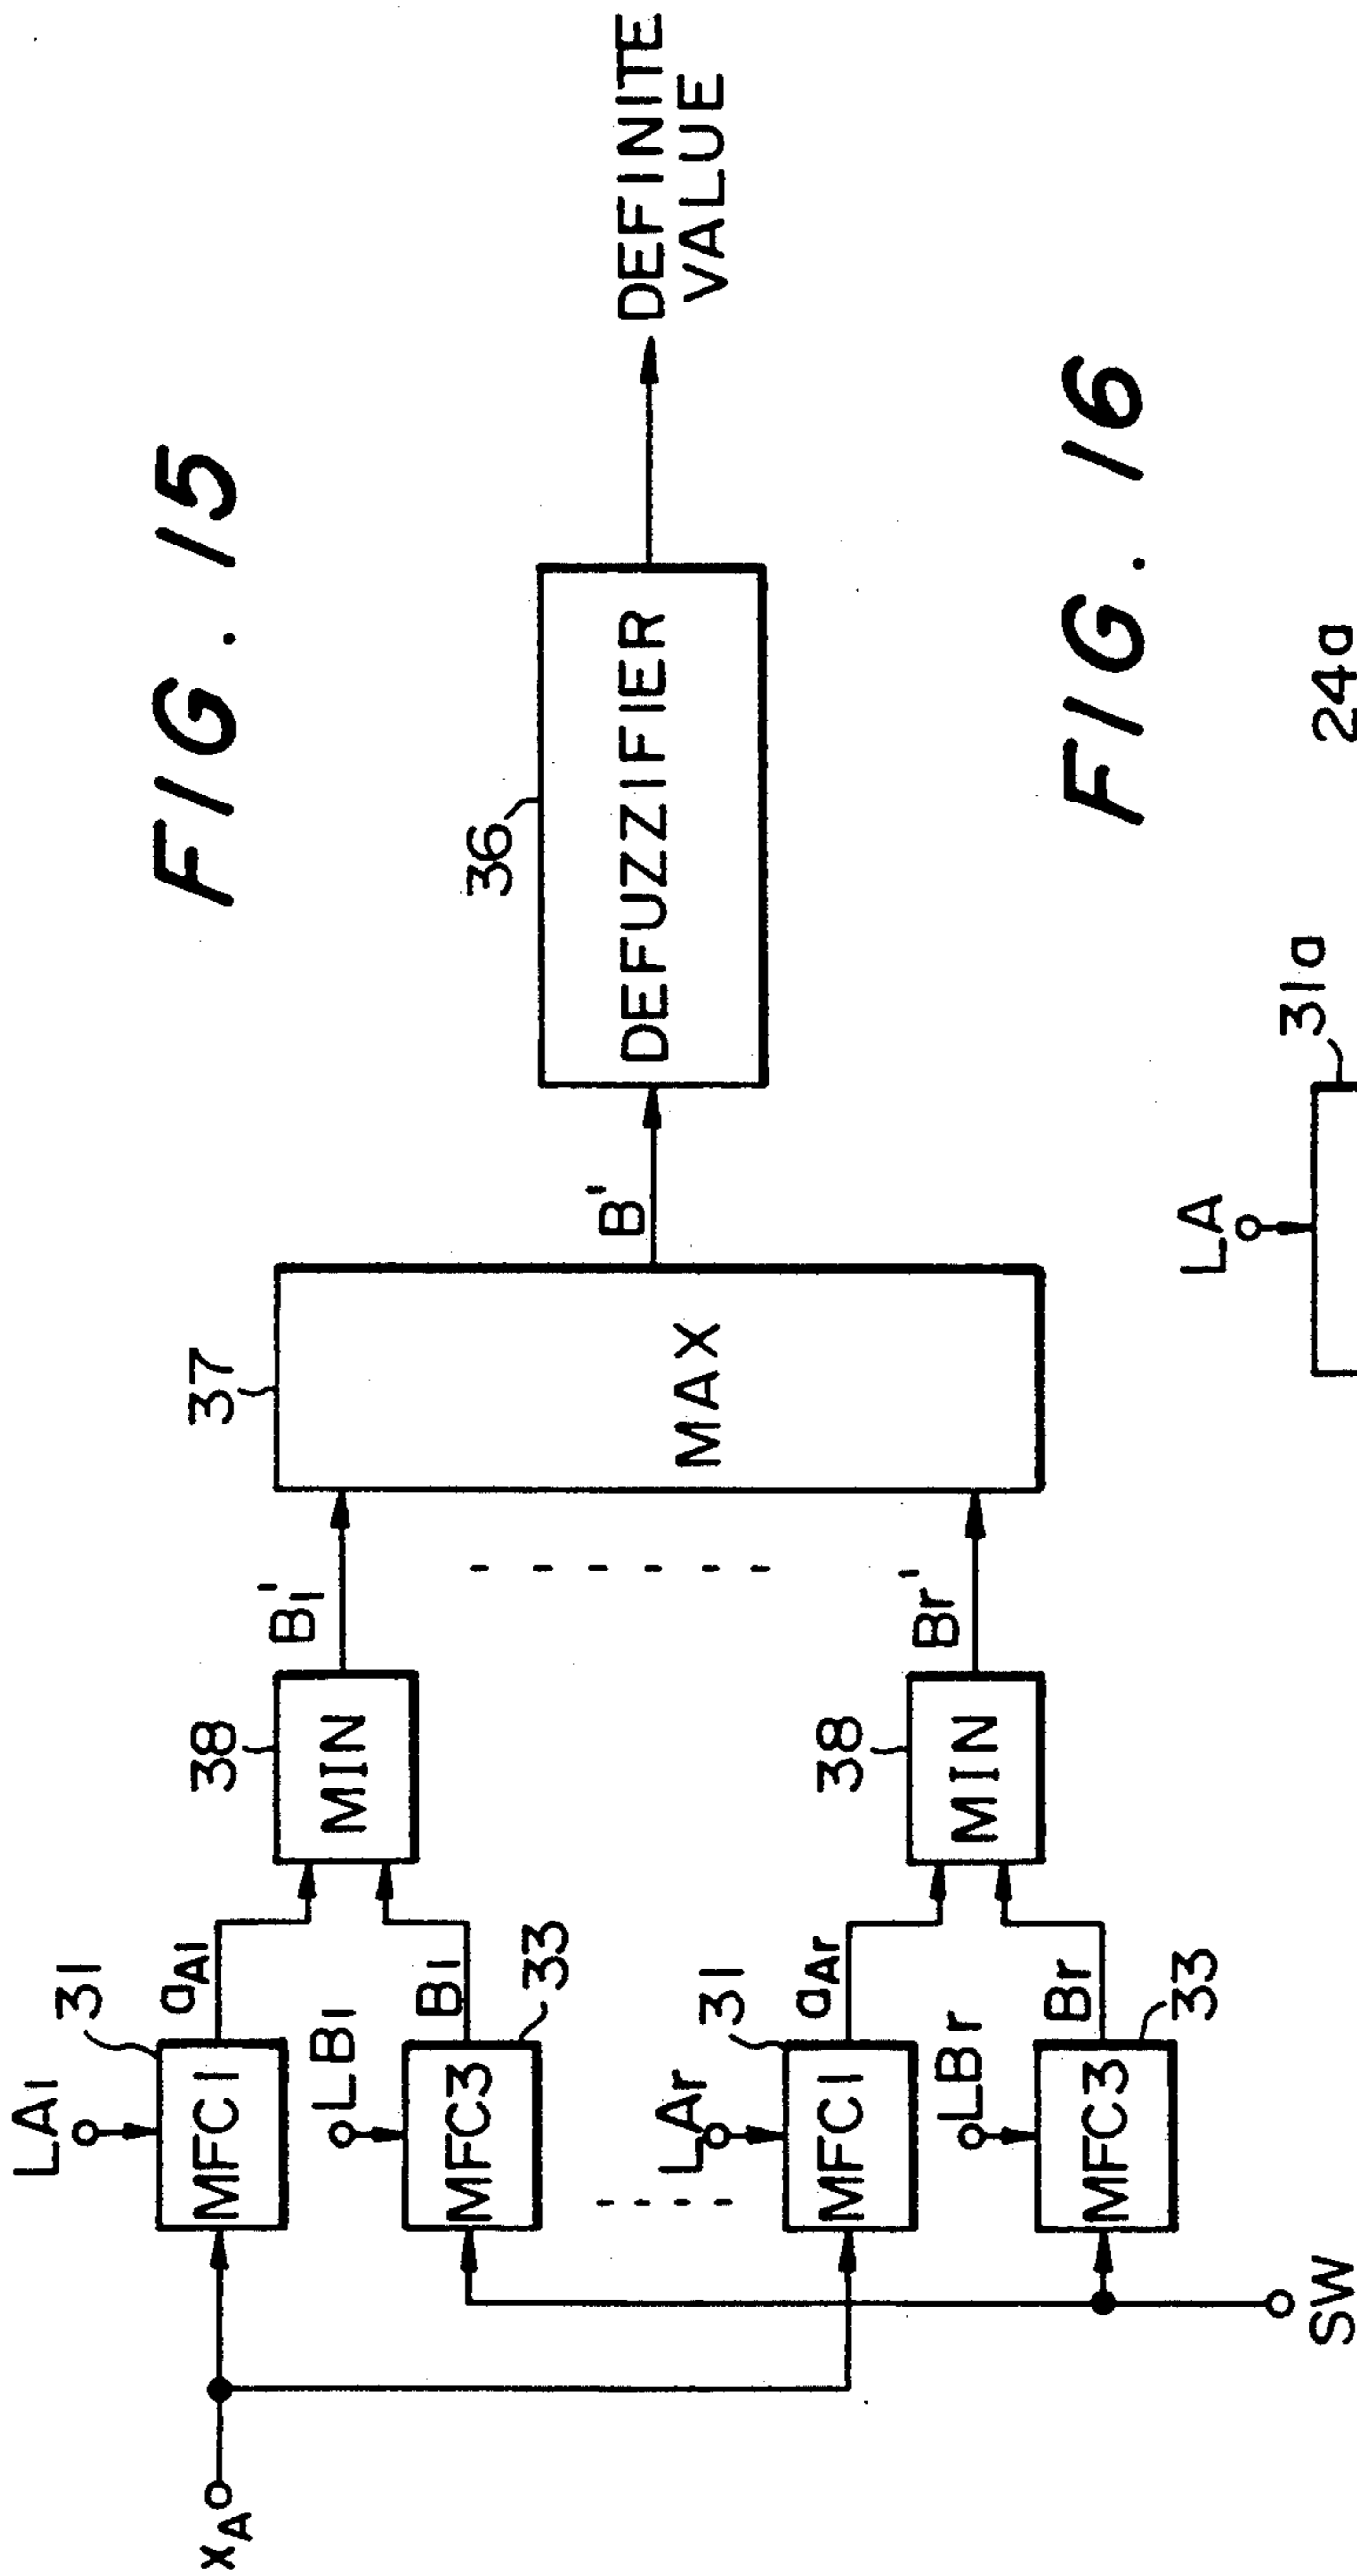 FIG. 15
LA1
31
MFC1
aA1
38
MIN
B1'
37
MAX
B'
36
DEFUZZIFIER
DEFINITE
VALUE
xA
LB1
MFC3
B1
33
LAr
31
MFC1
aAr
38
MIN
Br'
LBr
MFC3
Br
33
SW
FIG. 16
LA
31a
24a